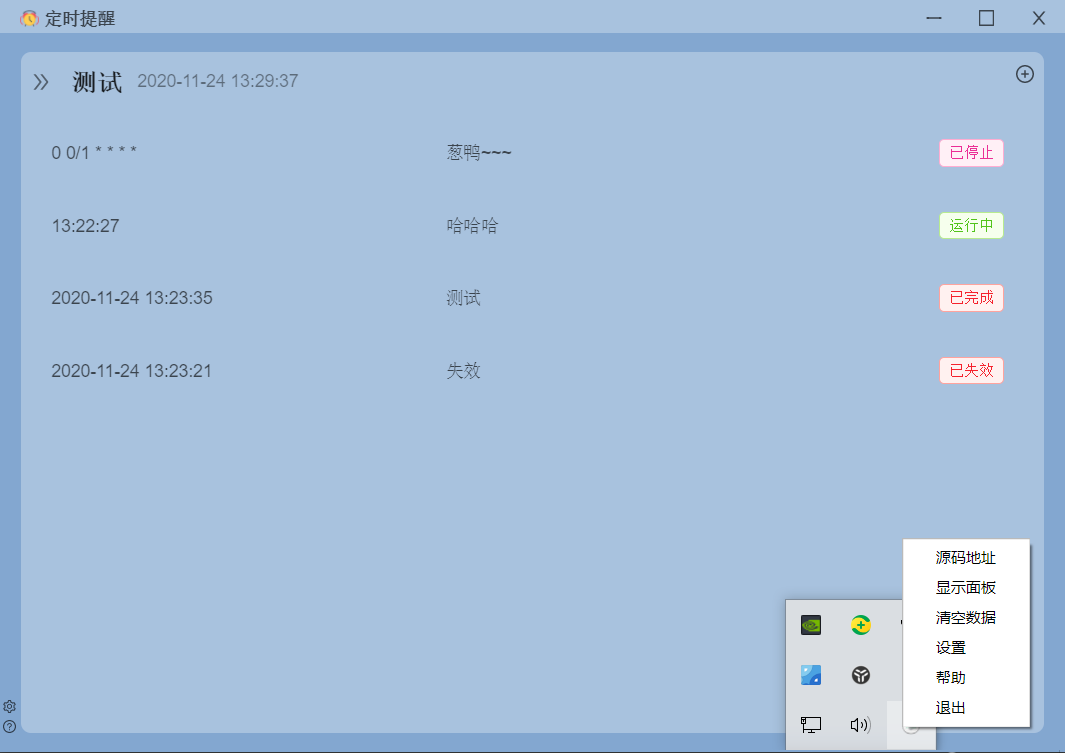 定时提醒
测试 2020-11-24 13:29:37
0 0/1 * * * * 葱鸭~~~ 已停止
13:22:27 哈哈哈 运行中
2020-11-24 13:23:35 测试 已完成
2020-11-24 13:23:21 失效 已失效
源码地址
显示面板
清空数据
设置
帮助
退出